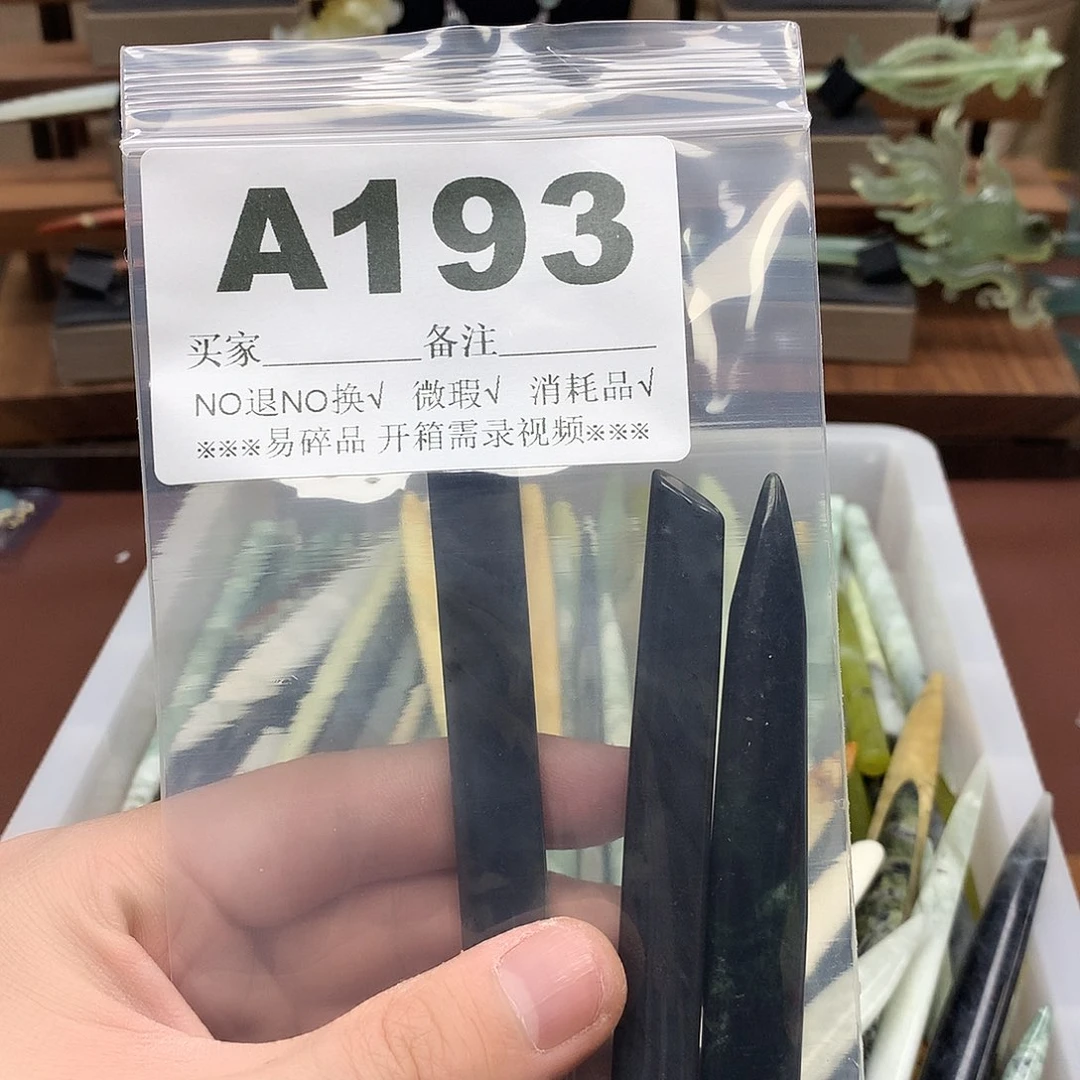 A193
买家________备注________
NO退NO换√ 微瑕√ 消耗品√
※※※易碎品 开箱需录视频※※※